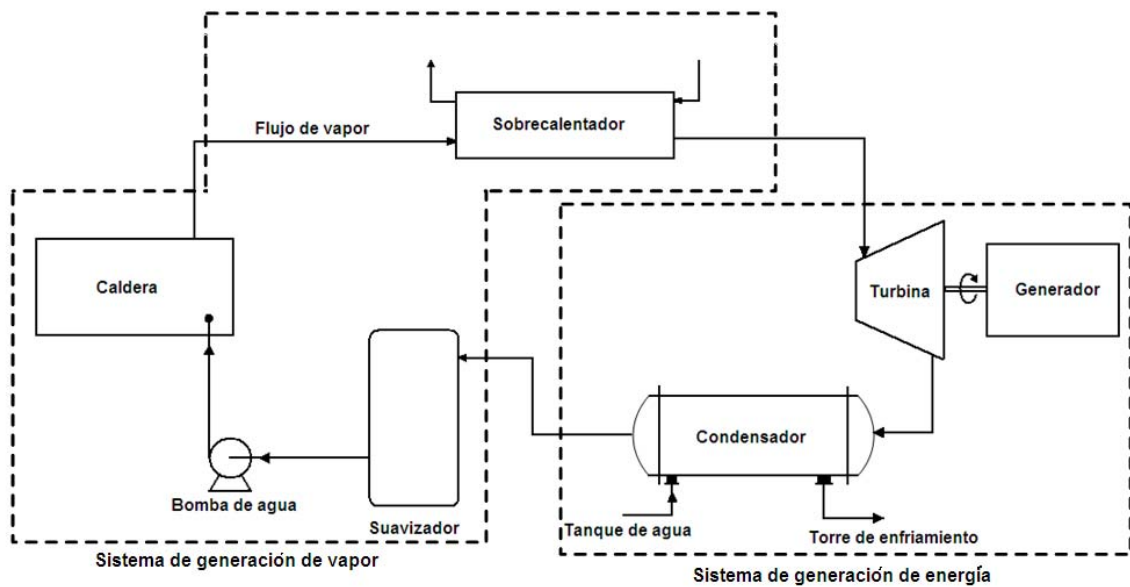 Sobrecalentador
Flujo de vapor
Caldera
Turbina
Generador
Condensador
Bomba de agua
Suavizador
Tanque de agua
Torre de enfriamiento
Sistema de generación de vapor
Sistema de generación de energía